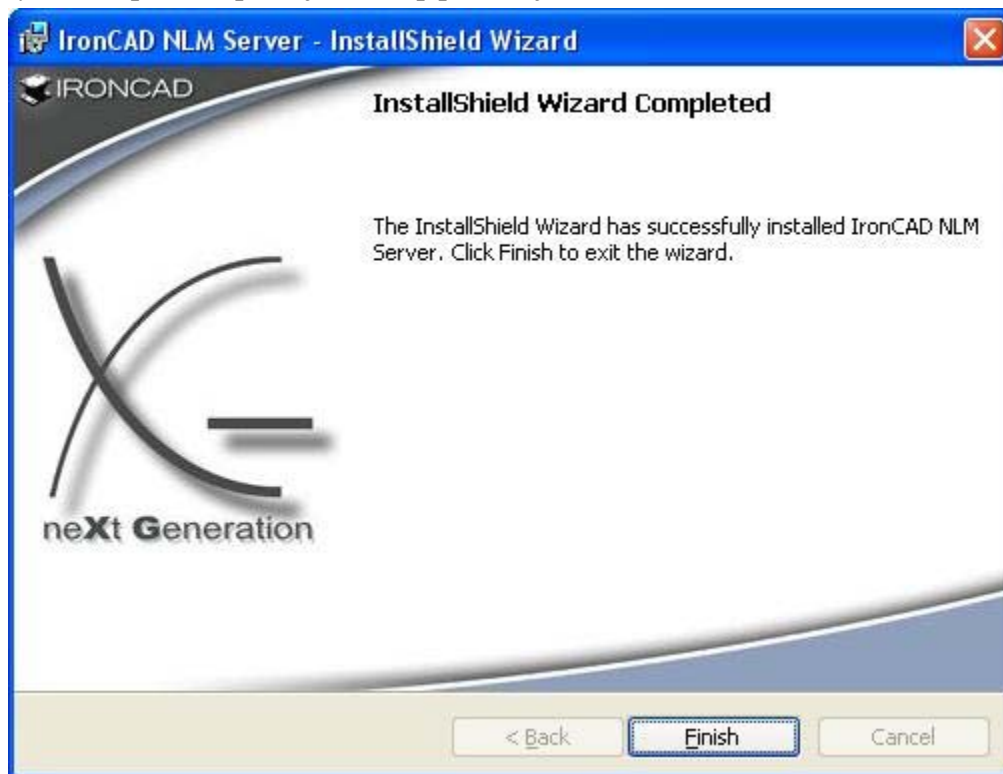 IronCAD NLM Server - InstallShield Wizard
IRONCAD
InstallShield Wizard Completed
The InstallShield Wizard has successfully installed IronCAD NLM
Server. Click Finish to exit the wizard.
neXt Generation
< Back
Finish
Cancel